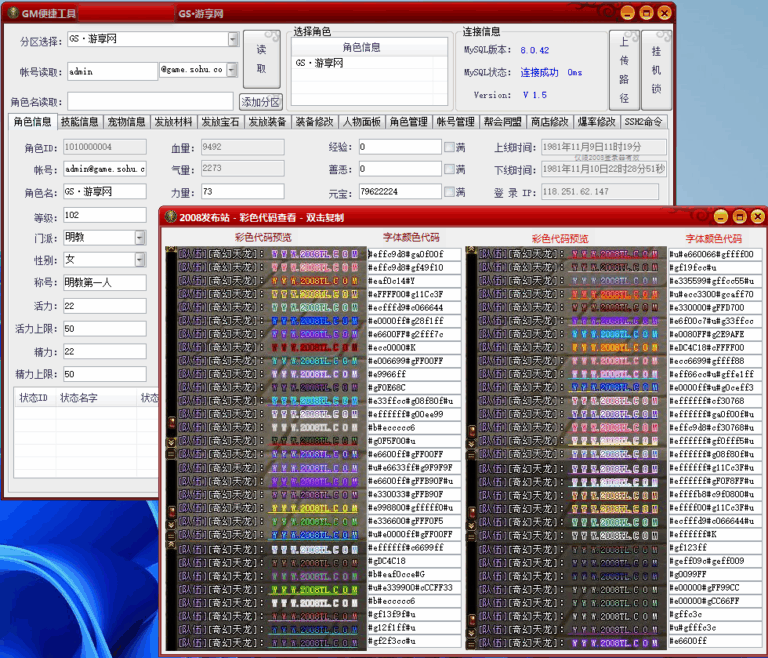 GM便捷工具 GS·游享网
分区选择: GS·游享网
帐号读取: admin @game.sohu.co
角色名读取:
读取
添加分区
选择角色
角色信息
GS·游享网
连接信息
MySQL版本: 8.0.42
MySQL状态: 连接成功 0ms
Version: V 1.5
上传路径
挂机锁
角色信息 技能信息 宠物信息 发放材料 发放宝石 发放装备 装备修改 人物面板 角色管理 帐号管理 帮会同盟 商店修改 爆率修改 SSH命令
角色ID: 1010000004 血量: 9492 经验: 0 满 上线时间: 1981年11月9日11时19分
帐号: admin@game.sohu.c 气量: 2273 善恶: 0 满 下线时间: 1981年11月10日22时28分51秒
角色名: GS·游享网 力量: 73 元宝: 79622224 满 登录IP: 118.251.62.147
等级: 102
门派: 明教
性别: 女
称号: 明教第一人
活力: 22
活力上限: 50
精力: 22
精力上限: 50
状态ID 状态名字 状态
2008发布站 - 彩色代码查看 - 双击复制
彩色代码预览 字体颜色代码 彩色代码预览 字体颜色代码
[队伍][奇幻天龙]: WWW.2008TL.COM #effc9d8#ga0f00f [队伍][奇幻天龙]: WWW.2008TL.COM #u#e660066#gffff00
[队伍][奇幻天龙]: WWW.2008TL.COM #effc9d8#gf49f10 [队伍][奇幻天龙]: WWW.2008TL.COM #gf19fcc#u
[队伍][奇幻天龙]: WWW.2008TL.COM #eaf0c14#Y [队伍][奇幻天龙]: WWW.2008TL.COM #e335599#gffcc55#u
[队伍][奇幻天龙]: WWW.2008TL.COM #eFFFF00#g11Cc3F [队伍][奇幻天龙]: WWW.2008TL.COM #u#ecc3300#gcaff70
[队伍][奇幻天龙]: WWW.2008TL.COM #ecfffd9#c066644 [队伍][奇幻天龙]: WWW.2008TL.COM #e330000#gFFD700
[队伍][奇幻天龙]: WWW.2008TL.COM #e0000ff#g28f1ff [队伍][奇幻天龙]: WWW.2008TL.COM #e6f00c7#u#g33ffcc
[队伍][奇幻天龙]: WWW.2008TL.COM #e6600FF#g2fff7c [队伍][奇幻天龙]: WWW.2008TL.COM #e0080FF#g2E9AFE
[队伍][奇幻天龙]: WWW.2008TL.COM #ecc0000#K [队伍][奇幻天龙]: WWW.2008TL.COM #eDC4C18#eFFFF00
[队伍][奇幻天龙]: WWW.2008TL.COM #e006699#gFF00FF [队伍][奇幻天龙]: WWW.2008TL.COM #ecc6699#gffff88
[队伍][奇幻天龙]: WWW.2008TL.COM #e9966ff [队伍][奇幻天龙]: WWW.2008TL.COM #eff66cc#u#gffe1ff
[队伍][奇幻天龙]: WWW.2008TL.COM #gF0E68C [队伍][奇幻天龙]: WWW.2008TL.COM #e0000ff#u#g0ceff3
[队伍][奇幻天龙]: WWW.2008TL.COM #e33ffcc#g08f80f#u [队伍][奇幻天龙]: WWW.2008TL.COM #effffff#cf30768
[队伍][奇幻天龙]: WWW.2008TL.COM #effffff#g00ee99 [队伍][奇幻天龙]: WWW.2008TL.COM #effffff#ga0f00f#u
[队伍][奇幻天龙]: WWW.2008TL.COM #b#eccccc6 [队伍][奇幻天龙]: WWW.2008TL.COM #effc9d8#cf30768#u
[队伍][奇幻天龙]: WWW.2008TL.COM #g0F5F00#u [队伍][奇幻天龙]: WWW.2008TL.COM #effffff#gf0fff5#u
[队伍][奇幻天龙]: WWW.2008TL.COM #e6600ff#gFF00FF [队伍][奇幻天龙]: WWW.2008TL.COM #effffff#g08f80f#u
[队伍][奇幻天龙]: WWW.2008TL.COM #u#e6633ff#g9F9F9F [队伍][奇幻天龙]: WWW.2008TL.COM #effffff#g11Cc3F#u
[队伍][奇幻天龙]: WWW.2008TL.COM #e6600ff#gFFB90F#u [队伍][奇幻天龙]: WWW.2008TL.COM #effffff#gF0F8FF#u
[队伍][奇幻天龙]: WWW.2008TL.COM #e330033#gFFB90F [队伍][奇幻天龙]: WWW.2008TL.COM #effffb8#c9f0800#u
[队伍][奇幻天龙]: WWW.2008TL.COM #e998800#gffff0#u [队伍][奇幻天龙]: WWW.2008TL.COM #effff00#g11Cc3F#u
[队伍][奇幻天龙]: WWW.2008TL.COM #e336600#gFFF0F5 [队伍][奇幻天龙]: WWW.2008TL.COM #ecfffd9#c066644#u
[队伍][奇幻天龙]: WWW.2008TL.COM #u#e0000ff#gFF00FF [队伍][奇幻天龙]: WWW.2008TL.COM #effffff#K
[队伍][奇幻天龙]: WWW.2008TL.COM #effffff#c6699ff [队伍][奇幻天龙]: WWW.2008TL.COM #gf123ff
[队伍][奇幻天龙]: WWW.2008TL.COM #gDC4C18 [队伍][奇幻天龙]: WWW.2008TL.COM #geff09c#geff009
[队伍][奇幻天龙]: WWW.2008TL.COM #b#eaf0cce#G [队伍][奇幻天龙]: WWW.2008TL.COM #g0099FF
[队伍][奇幻天龙]: WWW.2008TL.COM #u#e339900#cCCFF33 [队伍][奇幻天龙]: WWW.2008TL.COM #e00000#gFF99CC
[队伍][奇幻天龙]: WWW.2008TL.COM #b#eccccc6 [队伍][奇幻天龙]: WWW.2008TL.COM #e00000#gCC66FF
[队伍][奇幻天龙]: WWW.2008TL.COM #gf13f9f#u [队伍][奇幻天龙]: WWW.2008TL.COM #gffc3c
[队伍][奇幻天龙]: WWW.2008TL.COM #g12f1ff#u [队伍][奇幻天龙]: WWW.2008TL.COM #u#gfffc3c
[队伍][奇幻天龙]: WWW.2008TL.COM #gf2f3cc#u [队伍][奇幻天龙]: WWW.2008TL.COM #e6600ff